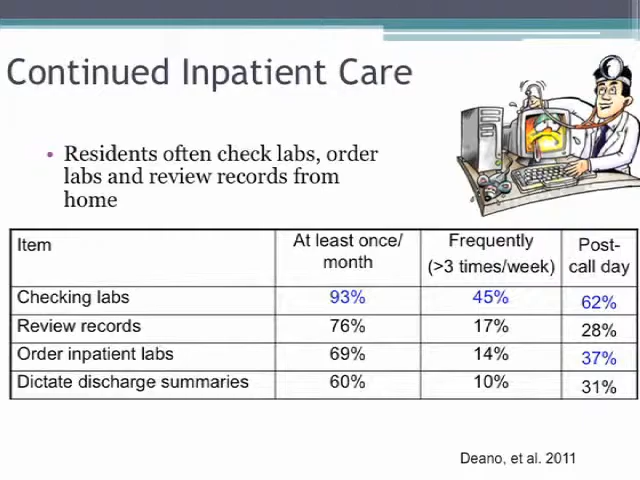 Continued Inpatient Care
• Residents often check labs, order
labs and review records from
home
Item At least once/ month Frequently (>3 times/week) Post- call day
Checking labs 93% 45% 62%
Review records 76% 17% 28%
Order inpatient labs 69% 14% 37%
Dictate discharge summaries 60% 10% 31%
Deano, et al. 2011